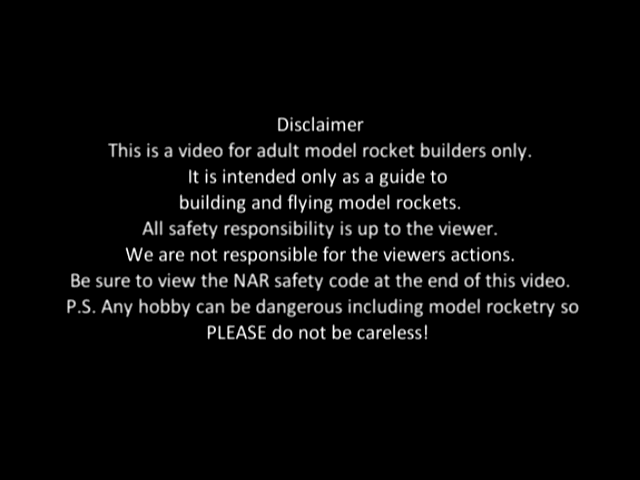 Disclaimer
This is a video for adult model rocket builders only.
It is intended only as a guide to
building and flying model rockets.
All safety responsibility is up to the viewer.
We are not responsible for the viewers actions.
Be sure to view the NAR safety code at the end of this video.
P.S. Any hobby can be dangerous including model rocketry so
PLEASE do not be careless!